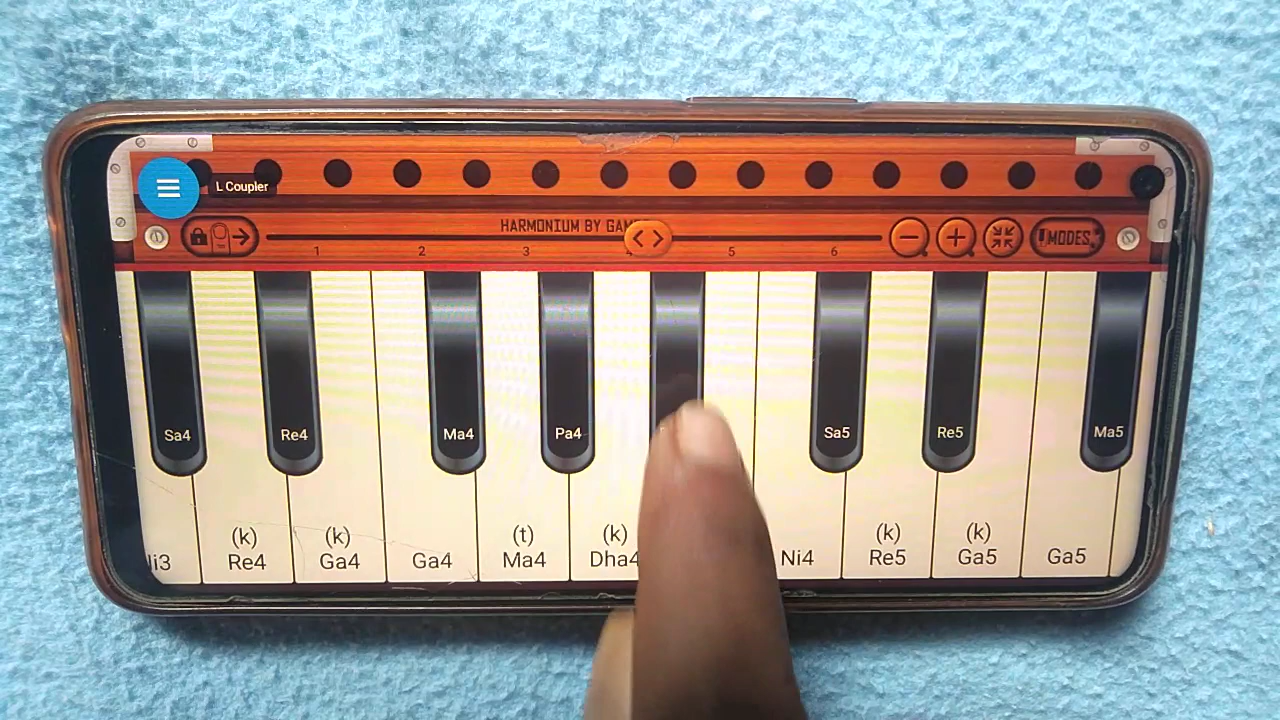 L Coupler
HARMONIUM BY
1 2 3 5 6
MODES
Sa4 Re4 Ma4 Pa4 Sa5 Re5 Ma5
(k) (k) (t) (k) (k) (k)
Re4 Ga4 Ga4 Ma4 Dha4 Ni4 Re5 Ga5 Ga5